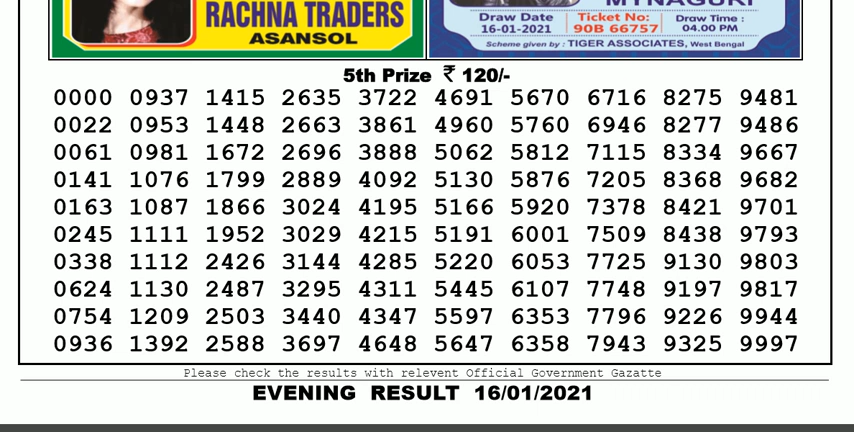 RACHNA TRADERS
ASANSOL
MYNAGURI
Draw Date
16-01-2021
Ticket No:
90B 66757
Draw Time :
04.00 PM
Scheme given by : TIGER ASSOCIATES, West Bengal
5th Prize ₹ 120/-
0000 0937 1415 2635 3722 4691 5670 6716 8275 9481
0022 0953 1448 2663 3861 4960 5760 6946 8277 9486
0061 0981 1672 2696 3888 5062 5812 7115 8334 9667
0141 1076 1799 2889 4092 5130 5876 7205 8368 9682
0163 1087 1866 3024 4195 5166 5920 7378 8421 9701
0245 1111 1952 3029 4215 5191 6001 7509 8438 9793
0338 1112 2426 3144 4285 5220 6053 7725 9130 9803
0624 1130 2487 3295 4311 5445 6107 7748 9197 9817
0754 1209 2503 3440 4347 5597 6353 7796 9226 9944
0936 1392 2588 3697 4648 5647 6358 7943 9325 9997
Please check the results with relevent Official Government Gazatte
EVENING RESULT 16/01/2021